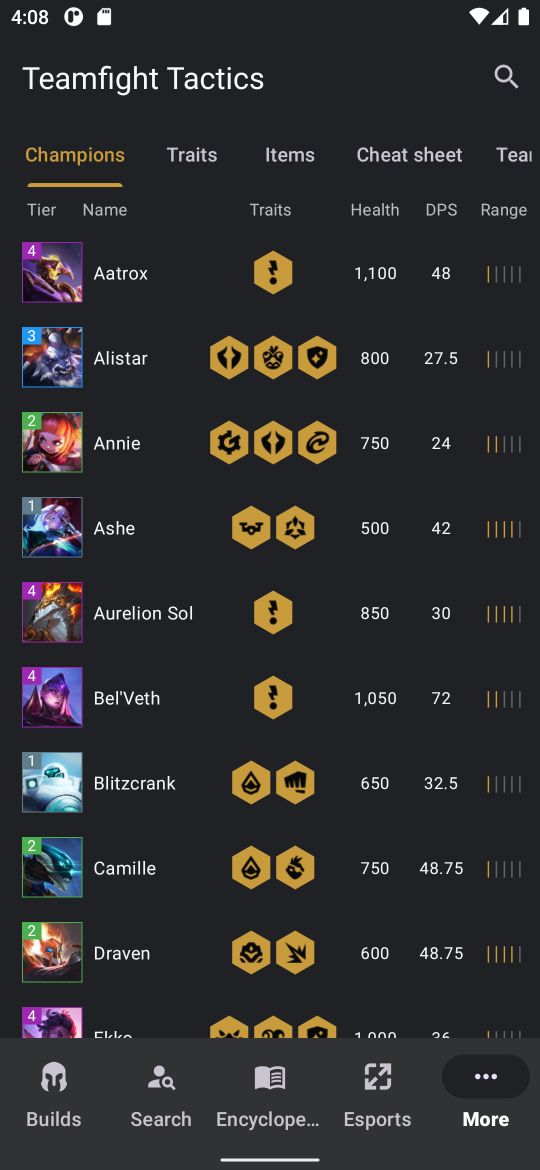 4:08
Teamfight Tactics
Champions Traits Items Cheat sheet
Tier Name Traits Health DPS Range
4 Aatrox 1,100 48
3 Alistar 800 27.5
2 Annie 750 24
1 Ashe 500 42
4 Aurelion Sol 850 30
4 Bel'Veth 1,050 72
1 Blitzcrank 650 32.5
2 Camille 750 48.75
2 Draven 600 48.75
4 Ekko 1,000 36
Builds Search Encyclope... Esports More